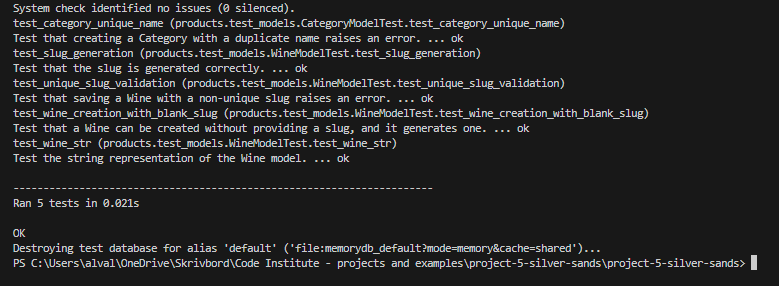 System check identified no issues (0 silenced).
test_category_unique_name (products.test_models.CategoryModelTest.test_category_unique_name)
Test that creating a Category with a duplicate name raises an error. ... ok
test_slug_generation (products.test_models.WineModelTest.test_slug_generation)
Test that the slug is generated correctly. ... ok
test_unique_slug_validation (products.test_models.WineModelTest.test_unique_slug_validation)
Test that saving a Wine with a non-unique slug raises an error. ... ok
test_wine_creation_with_blank_slug (products.test_models.WineModelTest.test_wine_creation_with_blank_slug)
Test that a Wine can be created without providing a slug, and it generates one. ... ok
test_wine_str (products.test_models.WineModelTest.test_wine_str)
Test the string representation of the Wine model. ... ok
----------------------------------------------------------------------
Ran 5 tests in 0.021s
OK
Destroying test database for alias 'default' ('file:memorydb_default?mode=memory&cache=shared')...
PS C:\Users\alval\OneDrive\Skrivbord\Code Institute - projects and examples\project-5-silver-sands\project-5-silver-sands>